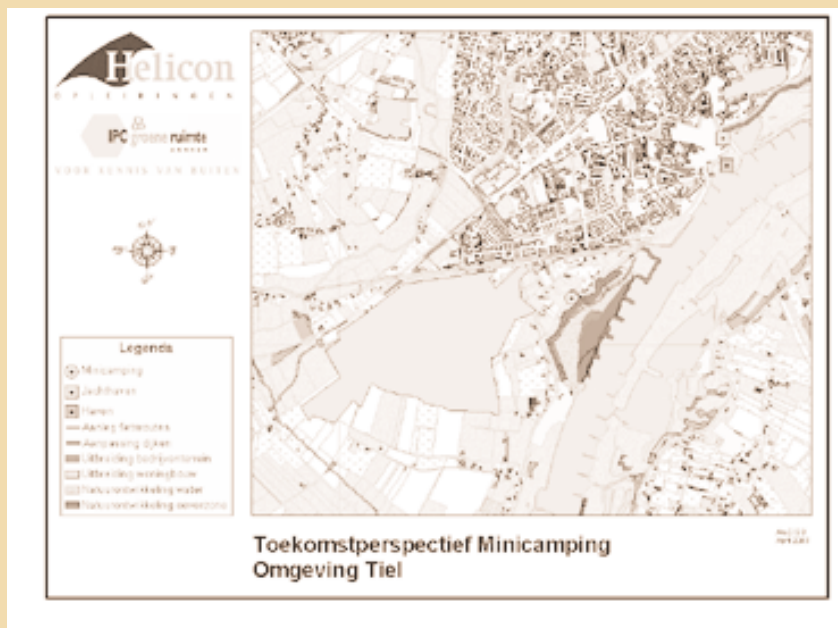 Helicon
OPLEIDINGEN
IPC groene ruimte
VOOR KENNIS VAN BUITEN
Legenda
Minicamping
Jachthaven
Haven
Aanleg fietsroutes
Aanpassing dijken
Uitbreiding bedrijventerrein
Uitbreiding woningbouw
Natuurontwikkeling water
Natuurontwikkeling oeverzone
Toekomstperspectief Minicamping
Omgeving Tiel